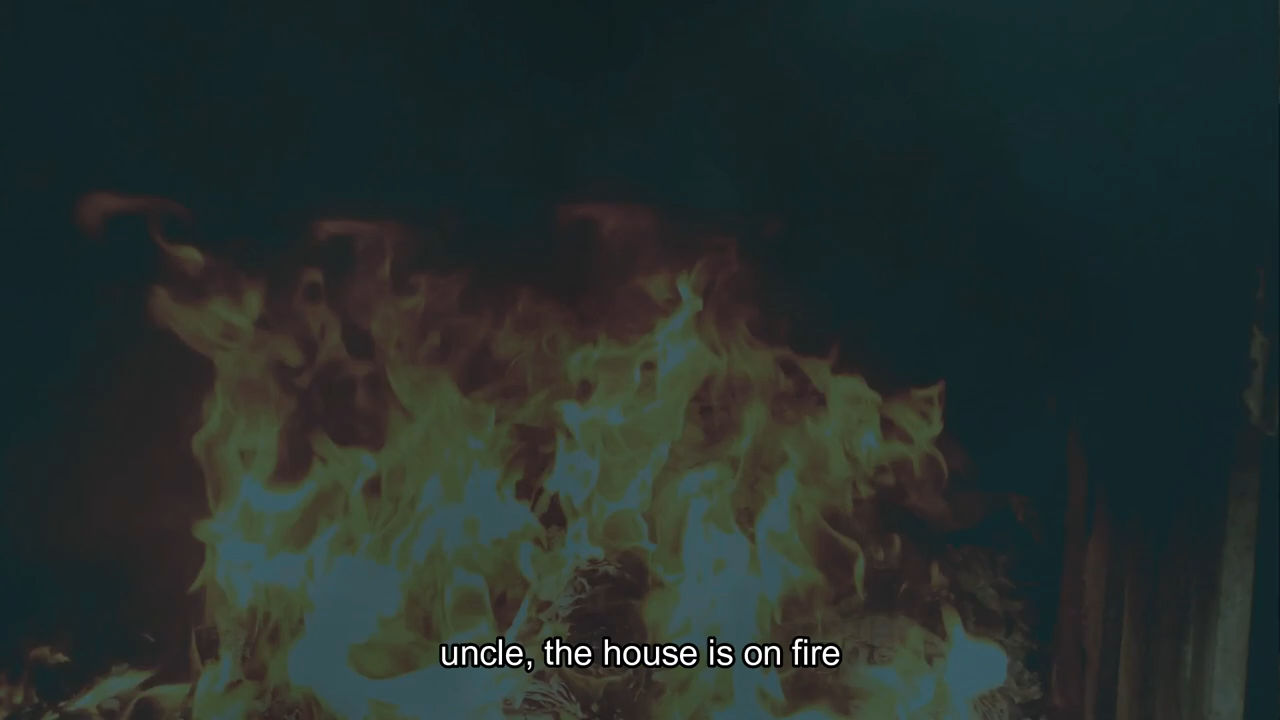 uncle, the house is on fire